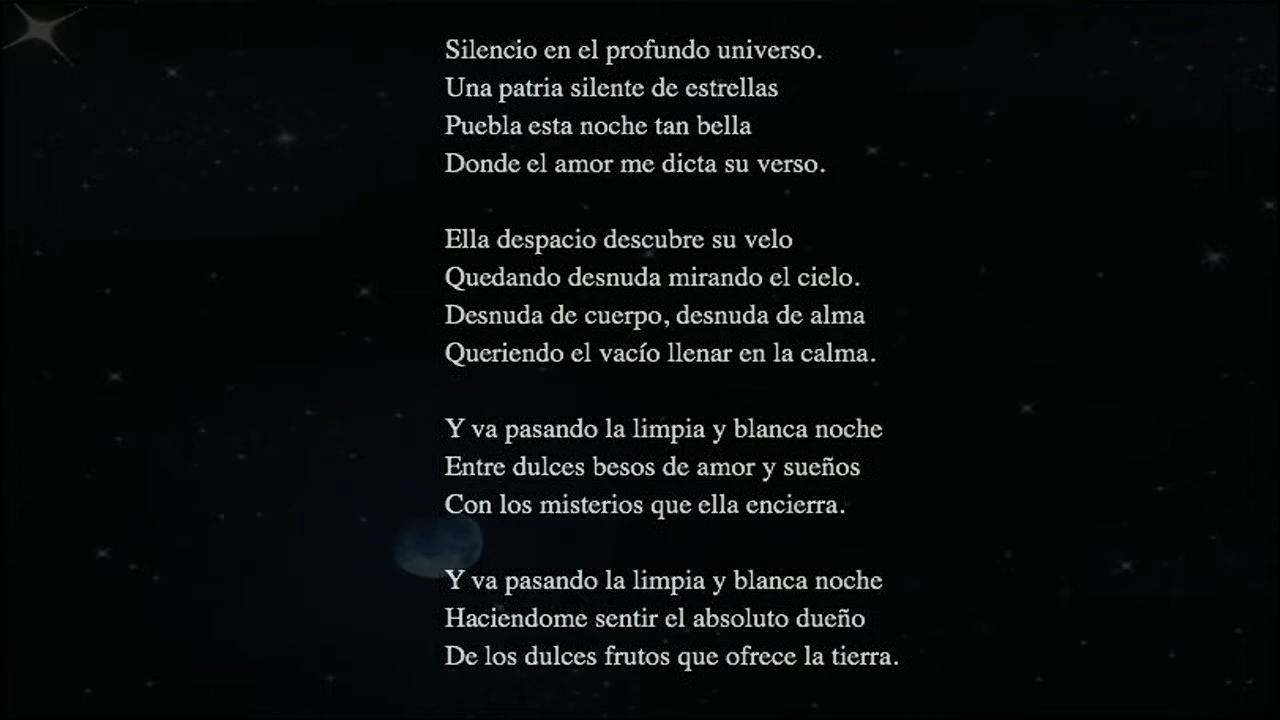 Silencio en el profundo universo.
Una patria silente de estrellas
Puebla esta noche tan bella
Donde el amor me dicta su verso.
Ella despacio descubre su velo
Quedando desnuda mirando el cielo.
Desnuda de cuerpo, desnuda de alma
Queriendo el vacío llenar en la calma.
Y va pasando la limpia y blanca noche
Entre dulces besos de amor y sueños
Con los misterios que ella encierra.
Y va pasando la limpia y blanca noche
Haciendome sentir el absoluto dueño
De los dulces frutos que ofrece la tierra.